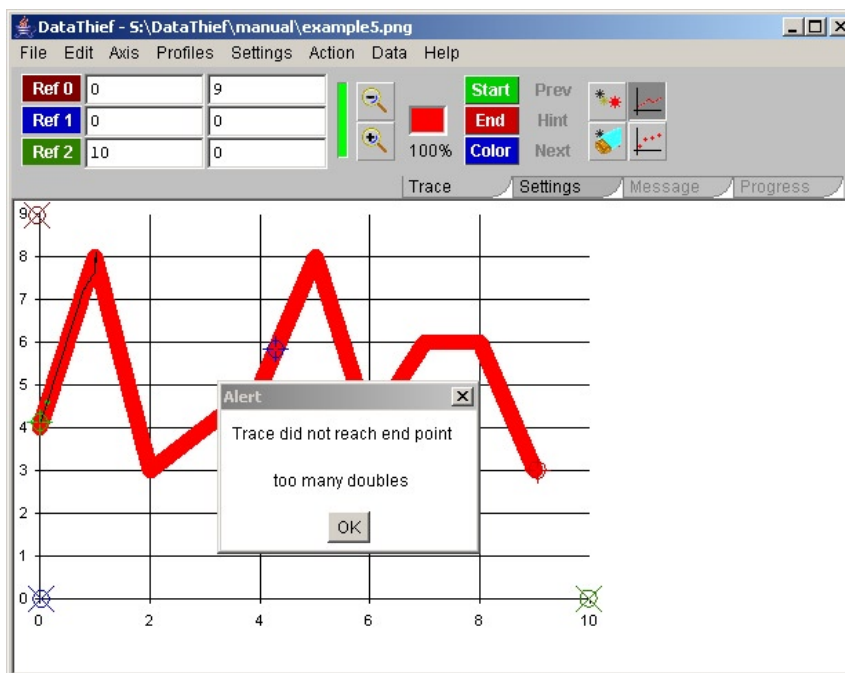 DataThief - S:\DataThief\manual\example5.png
File Edit Axis Profiles Settings Action Data Help
Ref 0 0 9
Ref 1 0 0
Ref 2 10 0
100%
Start Prev
End Hint
Color Next
Trace Settings Message Progress
9
8
7
6
5
4
3
2
1
0
0 2 4 6 8 10
Alert
Trace did not reach end point
too many doubles
OK